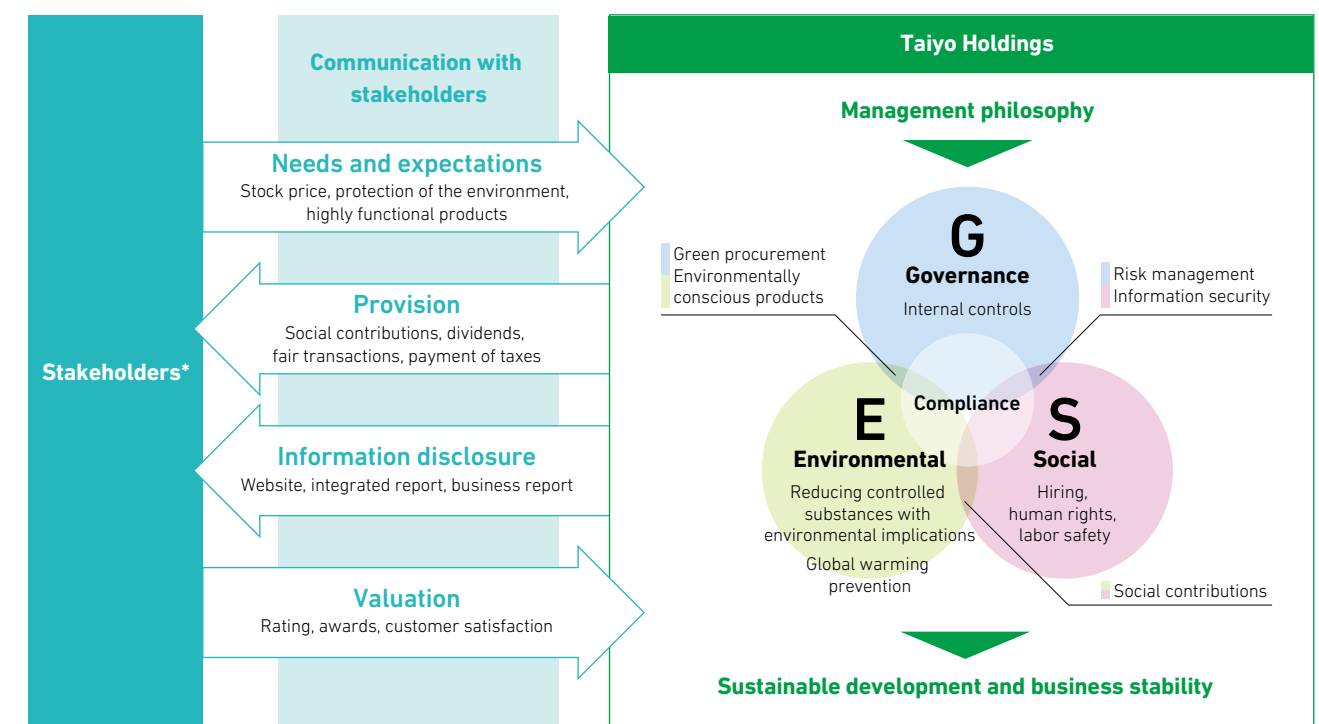 Stakeholders*
Communication with
stakeholders
Needs and expectations
Stock price, protection of the environment,
highly functional products
Provision
Social contributions, dividends,
fair transactions, payment of taxes
Information disclosure
Website, integrated report, business report
Valuation
Rating, awards, customer satisfaction
Taiyo Holdings
Management philosophy
G
Governance
Internal controls
Green procurement
Environmentally
conscious products
Risk management
Information security
Compliance
E
Environmental
Reducing controlled
substances with
environmental implications
Global warming
prevention
S
Social
Hiring,
human rights,
labor safety
Social contributions
Sustainable development and business stability